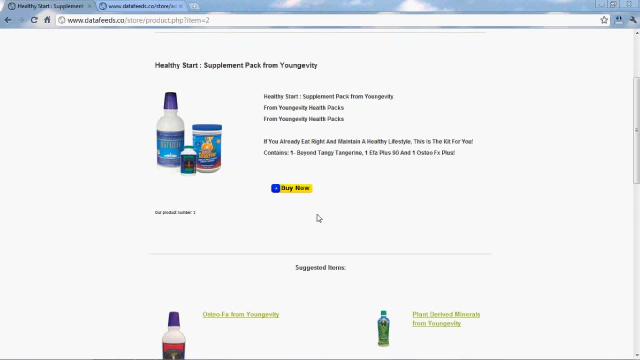 Healthy Start : Supplement
www.datafeeds.co/store/ad
www.datafeeds.co/store/product.php?item=2
Healthy Start : Supplement Pack from Youngevity
Healthy Start : Supplement Pack from Youngevity
From Youngevity Health Packs
From Youngevity Health Packs
If You Already Eat Right And Maintain A Healthy Lifestyle, This Is The Kit For You!
Contains: 1- Beyond Tangy Tangerine, 1 Efa Plus 90 And 1 Osteo Fx Plus!
Buy Now
Our product number: 2
Suggested Items:
Osteo-Fx from Youngevity
Plant Derived Minerals
from Youngevity